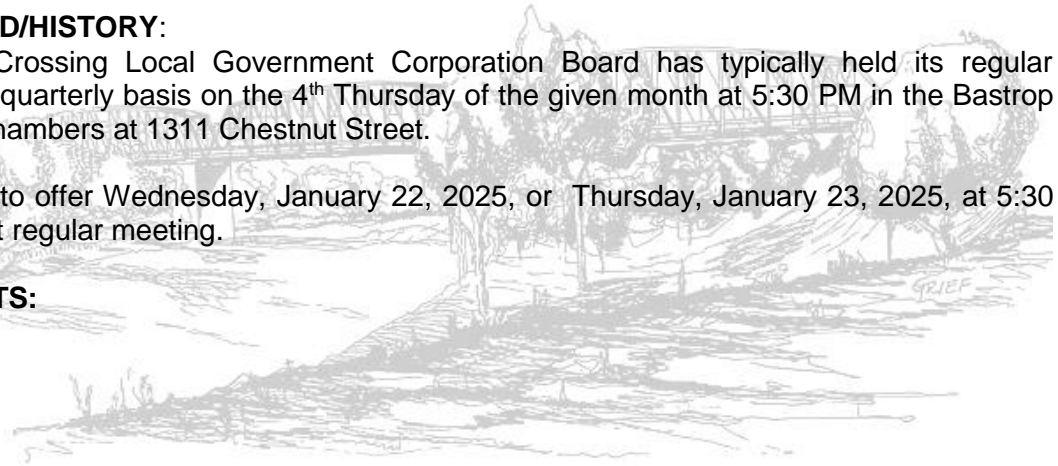 D/HISTORY:
Crossing Local Government Corporation Board has typically held its regular
quarterly basis on the 4th Thursday of the given month at 5:30 PM in the Bastrop
hambers at 1311 Chestnut Street.
to offer Wednesday, January 22, 2025, or Thursday, January 23, 2025, at 5:30
t regular meeting.
TS:
GRIEF